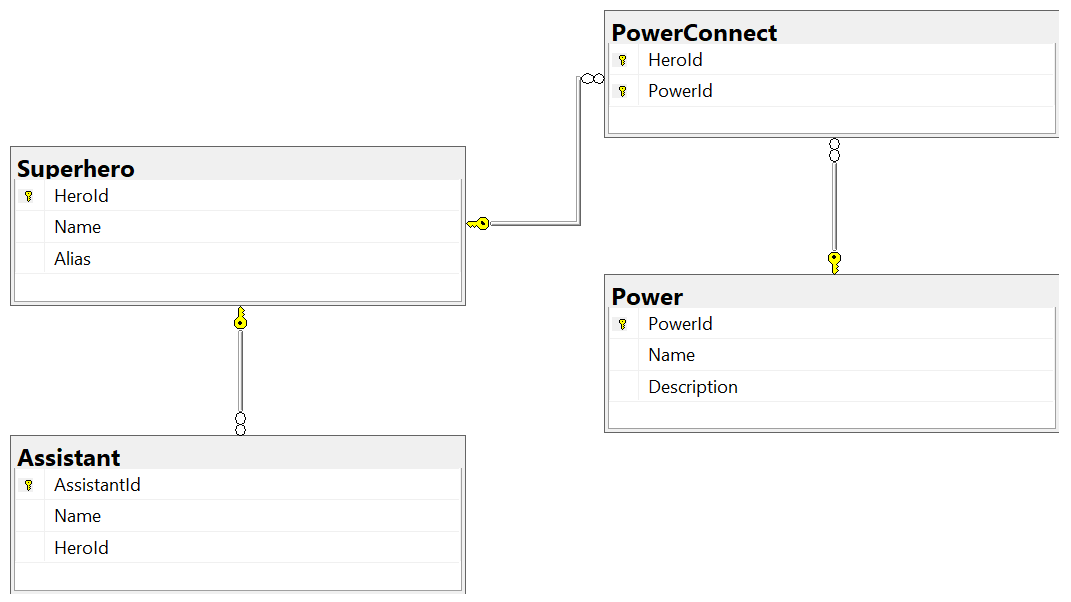 PowerConnect
HeroId
PowerId
Superhero
HeroId
Name
Alias
Power
PowerId
Name
Description
Assistant
AssistantId
Name
HeroId